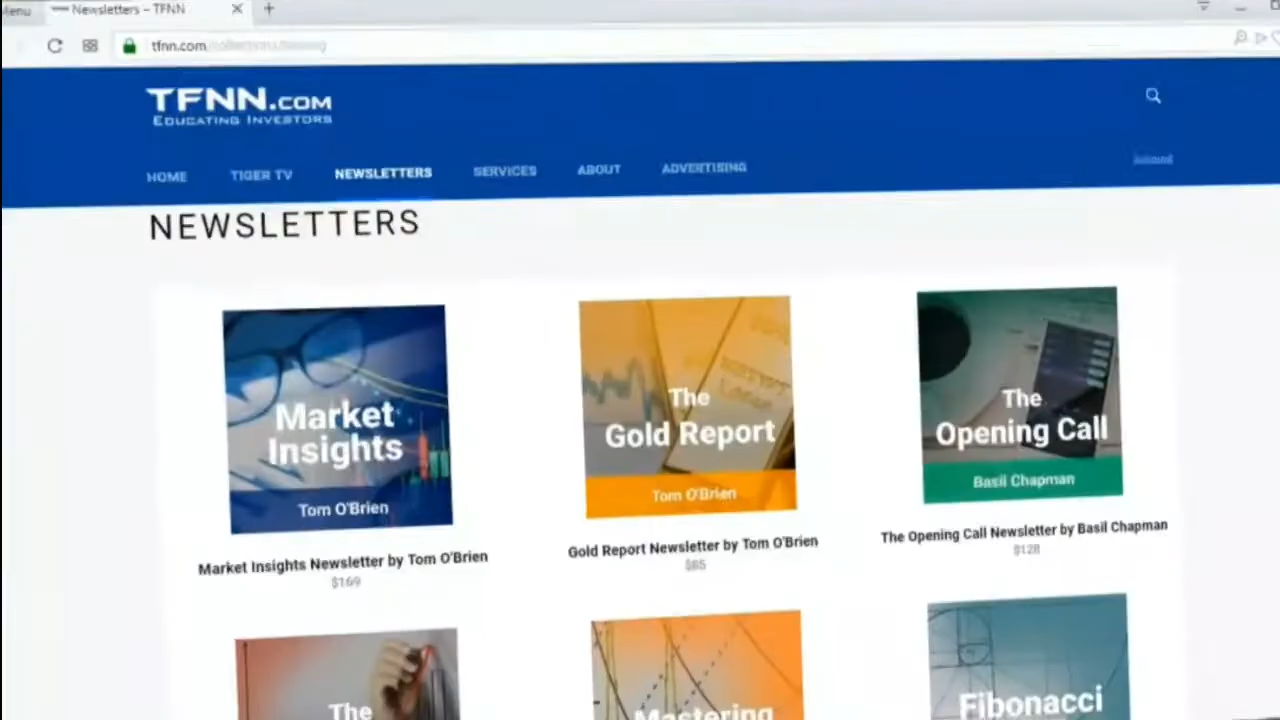 Menu
Newsletters – TFNN
tfnn.com
TFNN.COM
EDUCATING INVESTORS
HOME TIGER TV NEWSLETTERS SERVICES ABOUT ADVERTISING
NEWSLETTERS
Market
Insights
Tom O'Brien
Market Insights Newsletter by Tom O'Brien
$169
The
Gold Report
Tom O'Brien
Gold Report Newsletter by Tom O'Brien
The
Opening Call
Basil Chapman
The Opening Call Newsletter by Basil Chapman
$128
The
Mastering
Fibonacci